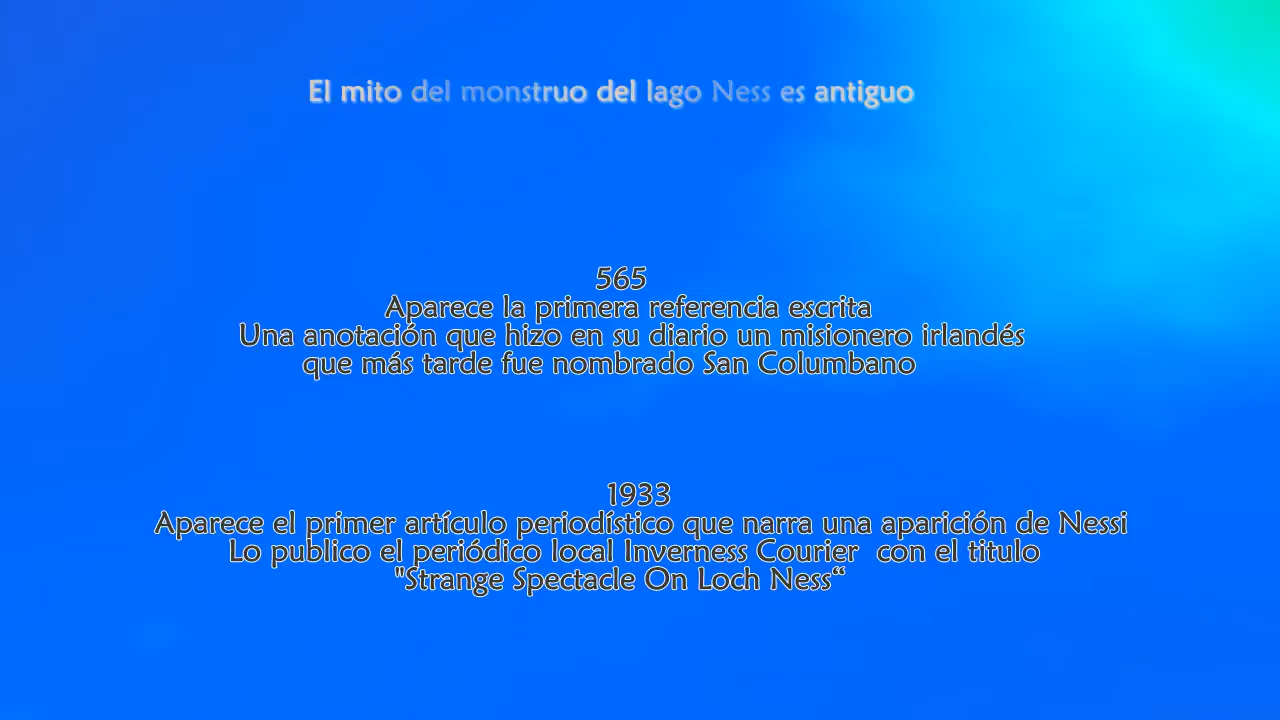 El mito del monstruo del lago Ness es antiguo
565
Aparece la primera referencia escrita
Una anotación que hizo en su diario un misionero irlandés
que más tarde fue nombrado San Columbano
1933
Aparece el primer artículo periodístico que narra una aparición de Nessi
Lo publico el periódico local Inverness Courier  con el titulo
"Strange Spectacle On Loch Ness“